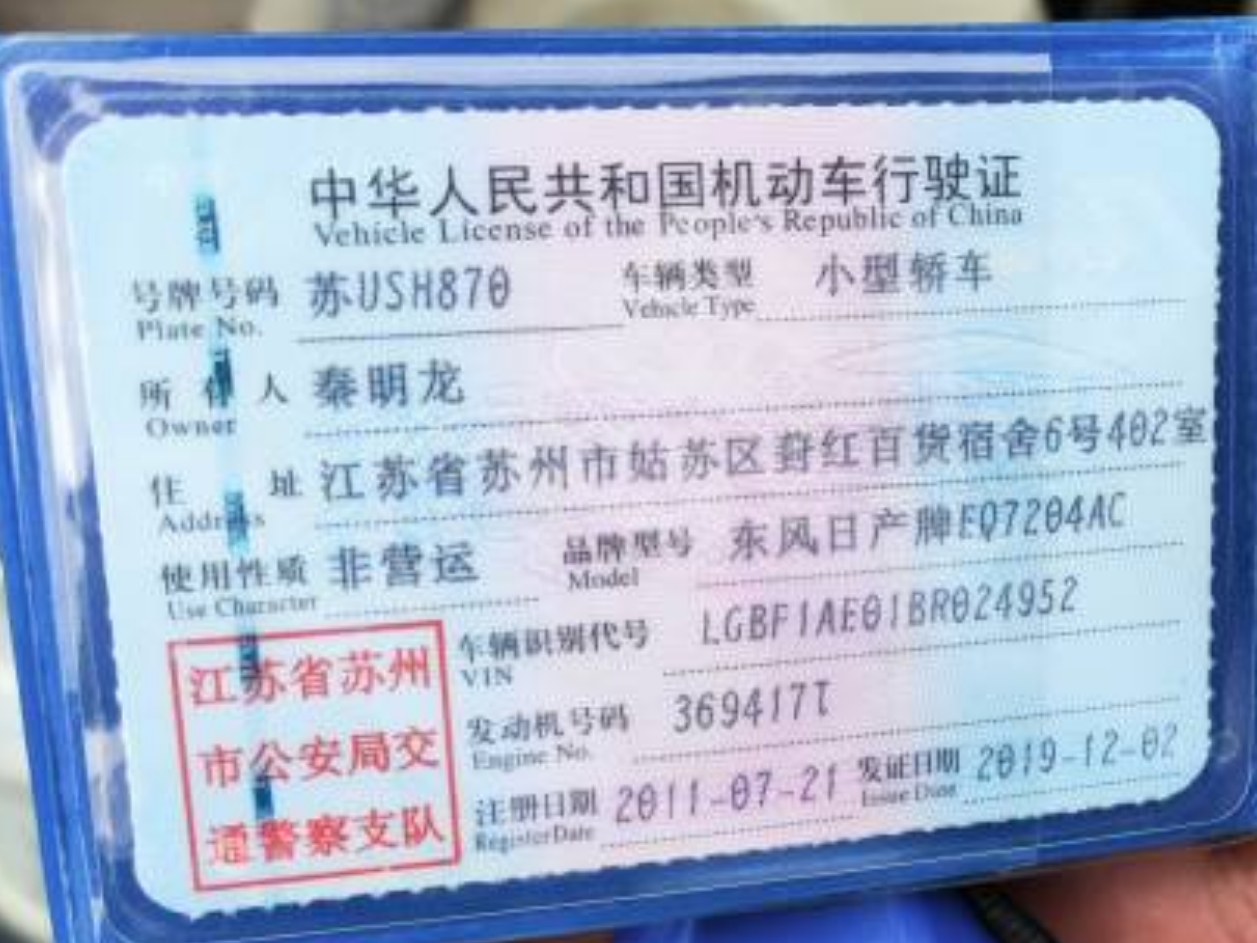 中华人民共和国机动车行驶证
Vehicle License of the People's Republic of China
号牌号码 苏USH870 车辆类型 小型轿车
Plate No. Vehicle Type
所有人 秦明龙
Owner
住 址 江苏省苏州市姑苏区葑红百货宿舍6号402室
Address
使用性质 非营运 品牌型号 东风日产牌EQ7204AC
Use Character Model
车辆识别代号 LGBF1AE01BR024952
VIN
发动机号码 369417T
Engine No.
注册日期 2011-07-21 发证日期 2019-12-02
Register Date Issue Date
江苏省苏州
市公安局交
通警察支队